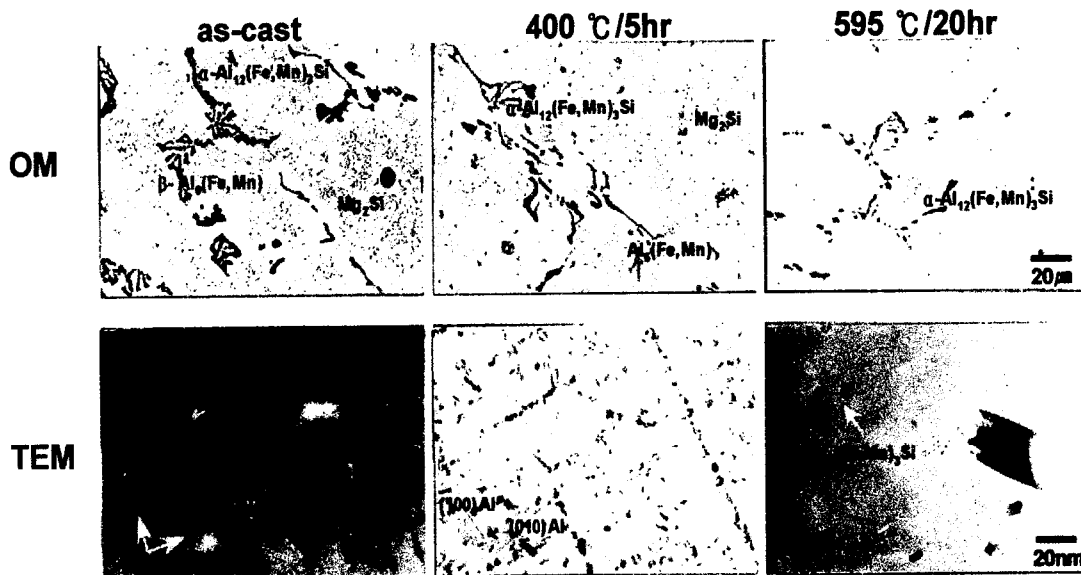 as-cast
400 ℃/5hr
595 ℃/20hr
OM
α-Al₁₂(Fe,Mn)₃Si
β-Al₆(Fe,Mn)
Mg₂Si
α-Al₁₂(Fe,Mn)₃Si
Mg₂Si
Al₆(Fe,Mn)
α-Al₁₂(Fe,Mn)₃Si
20㎛
TEM
[100]Al
[010]Al
20nm